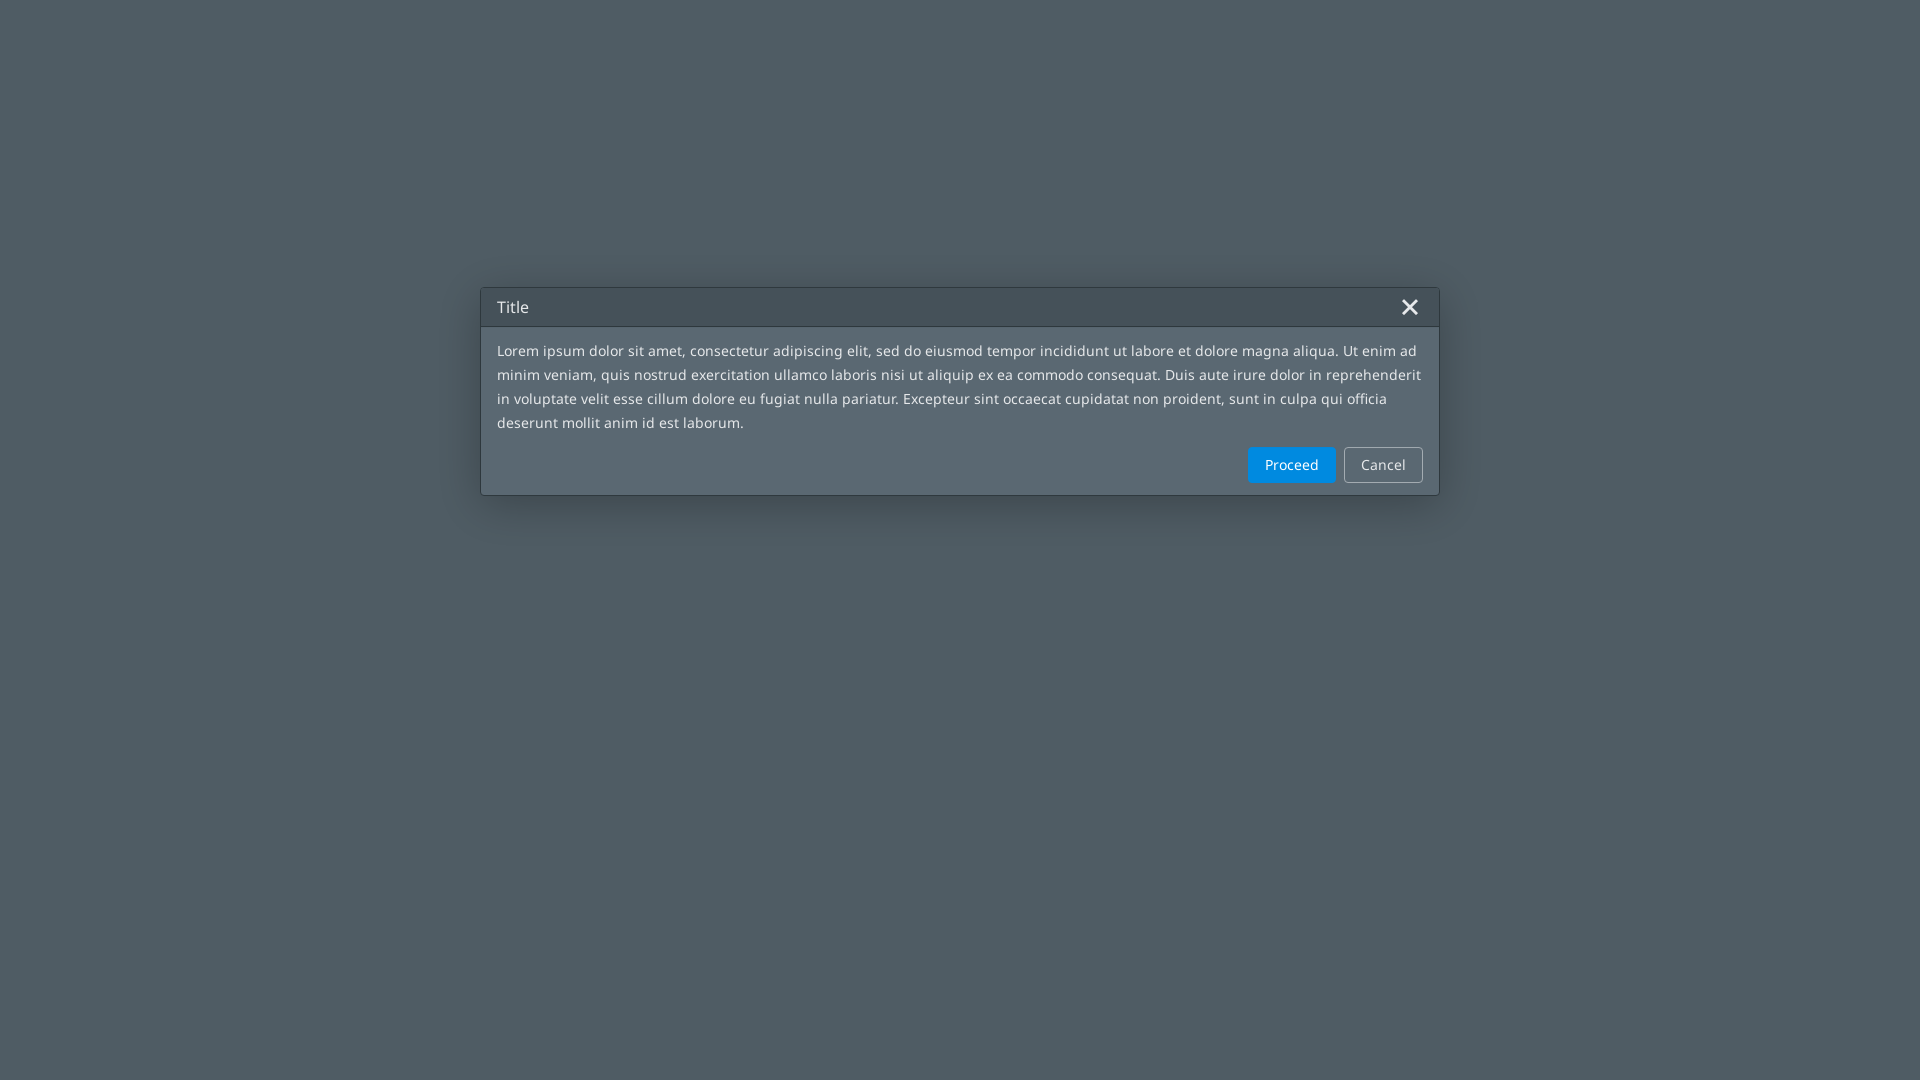 Title
Lorem ipsum dolor sit amet, consectetur adipiscing elit, sed do eiusmod tempor incididunt ut labore et dolore magna aliqua. Ut enim ad
minim veniam, quis nostrud exercitation ullamco laboris nisi ut aliquip ex ea commodo consequat. Duis aute irure dolor in reprehenderit
in voluptate velit esse cillum dolore eu fugiat nulla pariatur. Excepteur sint occaecat cupidatat non proident, sunt in culpa qui officia
deserunt mollit anim id est laborum.
Proceed Cancel